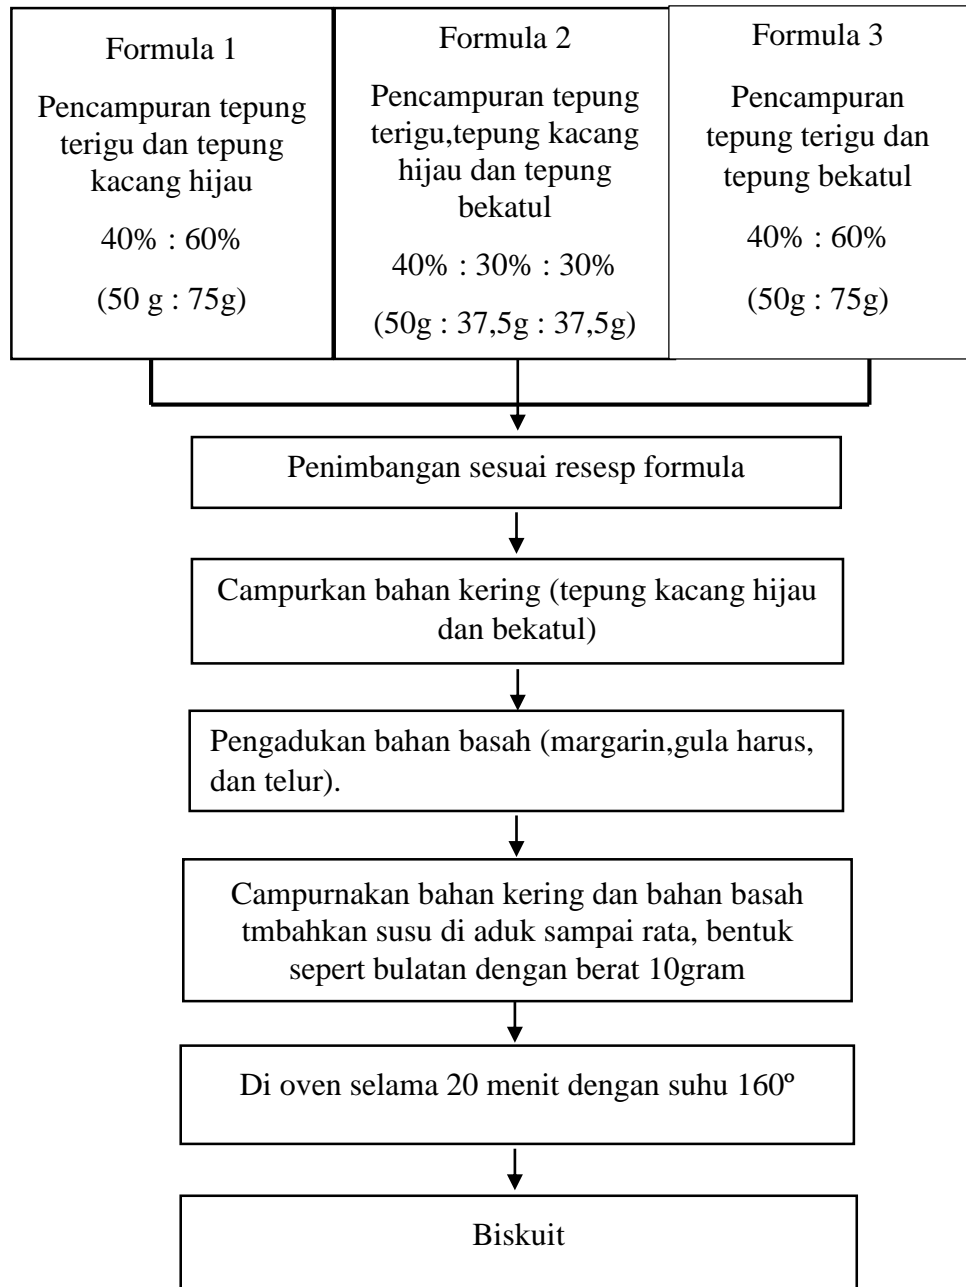 Formula 1
Pencampuran tepung
terigu dan tepung
kacang hijau
40% : 60%
(50 g : 75g)
Formula 2
Pencampuran tepung
terigu,tepung kacang
hijau dan tepung
bekatul
40% : 30% : 30%
(50g : 37,5g : 37,5g)
Formula 3
Pencampuran
tepung terigu dan
tepung bekatul
40% : 60%
(50g : 75g)
Penimbangan sesuai resesp formula
Campurkan bahan kering (tepung kacang hijau
dan bekatul)
Pengadukan bahan basah (margarin,gula harus,
dan telur).
Campurnakan bahan kering dan bahan basah
tmbahkan susu di aduk sampai rata, bentuk
sepert bulatan dengan berat 10gram
Di oven selama 20 menit dengan suhu 160º
Biskuit